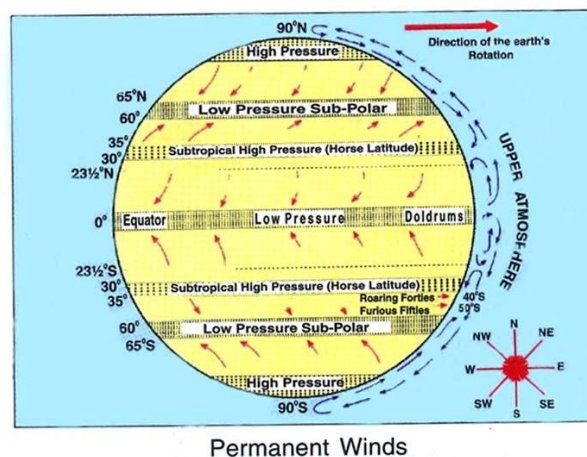 90°N
High Pressure
Direction of the earth's
Rotation
65°N
60°
Low Pressure Sub-Polar
35°
30°
Subtropical High Pressure (Horse Latitude)
23½°N
UPPER ATMOSHERE
0°
Equator Low Pressure Doldrums
23½°S
30°
35°
Subtropical High Pressure (Horse Latitude)
Roaring Forties 40°S
Furious Fifties 50°S
60°
65°S
Low Pressure Sub-Polar
High Pressure
90°S
N
NW NE
W E
SW SE
S
Permanent Winds